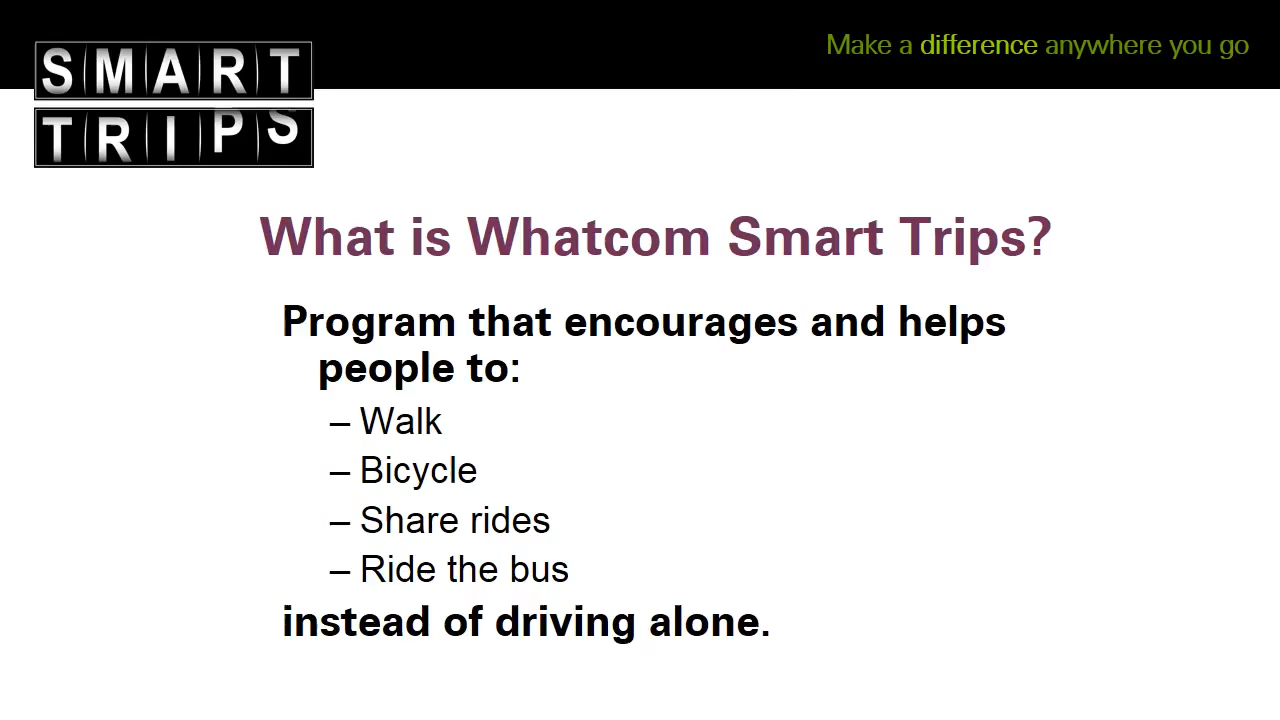 Make a difference anywhere you go
SMART
TRIPS
What is Whatcom Smart Trips?
Program that encourages and helps
people to:
– Walk
– Bicycle
– Share rides
– Ride the bus
instead of driving alone.